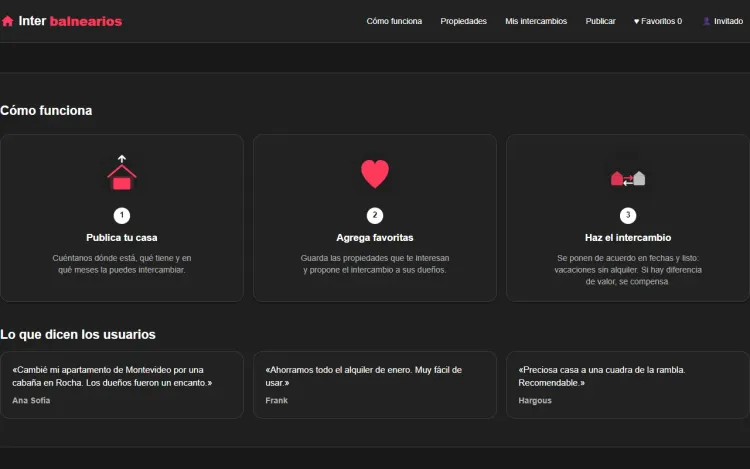 Inter balnearios
Cómo funciona
Propiedades
Mis intercambios
Publicar
♥ Favoritos 0
Invitado
Cómo funciona
1
Publica tu casa
Cuéntanos dónde está, qué tiene y en
qué meses la puedes intercambiar.
2
Agrega favoritas
Guarda las propiedades que te interesan
y propone el intercambio a sus dueños.
3
Haz el intercambio
Se ponen de acuerdo en fechas y listo:
vacaciones sin alquiler. Si hay diferencia
de valor, se compensa
Lo que dicen los usuarios
«Cambié mi apartamento de Montevideo por una
cabaña en Rocha. Los dueños fueron un encanto.»
Ana Sofía
«Ahorramos todo el alquiler de enero. Muy fácil de
usar.»
Frank
«Preciosa casa a una cuadra de la rambla.
Recomendable.»
Hargous